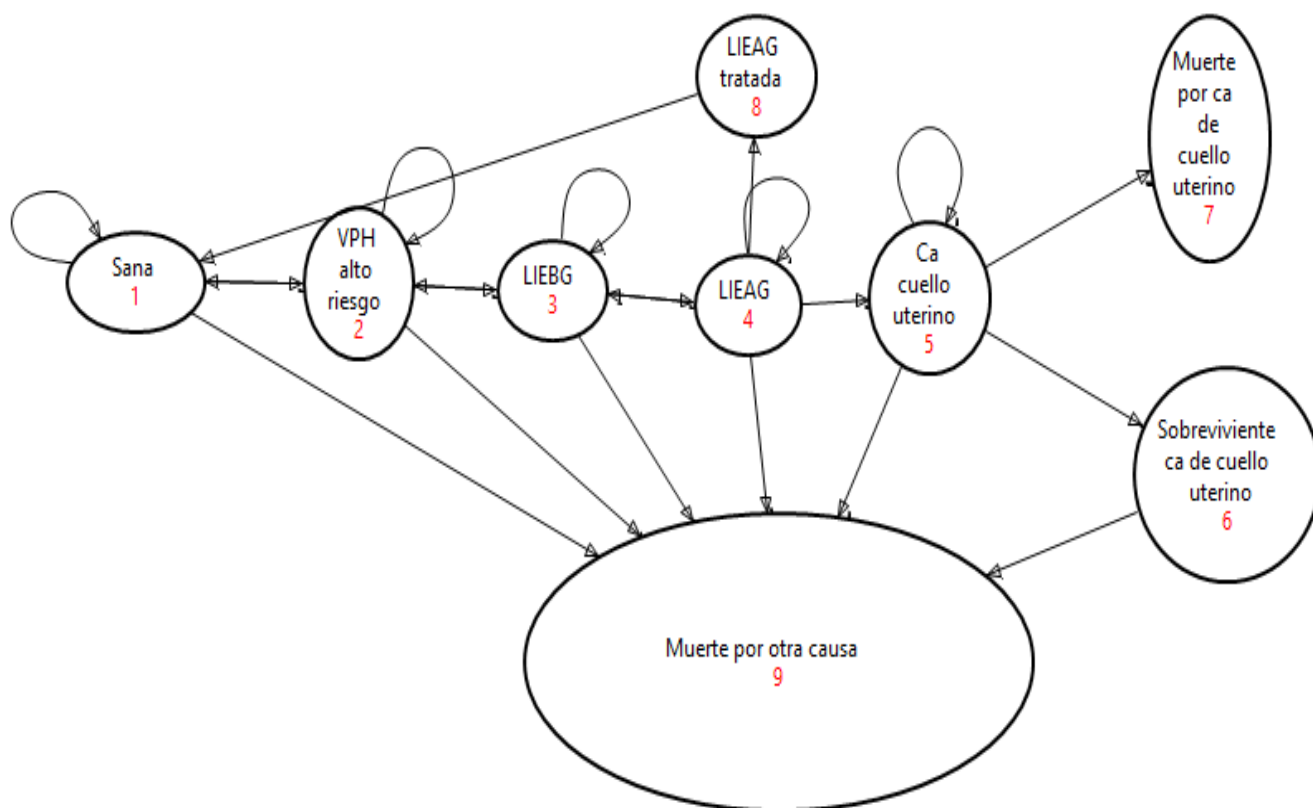 LIEAG
tratada
8
Muerte
por ca
de
cuello
uterino
7
Sana
1
VPH
alto
riesgo
2
LIEBG
3
LIEAG
4
Ca
cuello
uterino
5
Sobreviviente
ca de cuello
uterino
6
Muerte por otra causa
9